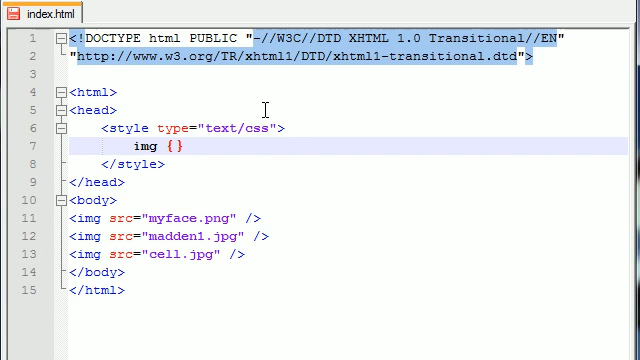 index.html
1 <!DOCTYPE html PUBLIC "-//W3C//DTD XHTML 1.0 Transitional//EN"
2 "http://www.w3.org/TR/xhtml1/DTD/xhtml1-transitional.dtd">
3
4 <html>
5 <head>
6 <style type="text/css">
7 img {}
8 </style>
9 </head>
10 <body>
11 <img src="myface.png" />
12 <img src="madden1.jpg" />
13 <img src="cell.jpg" />
14 </body>
15 </html>